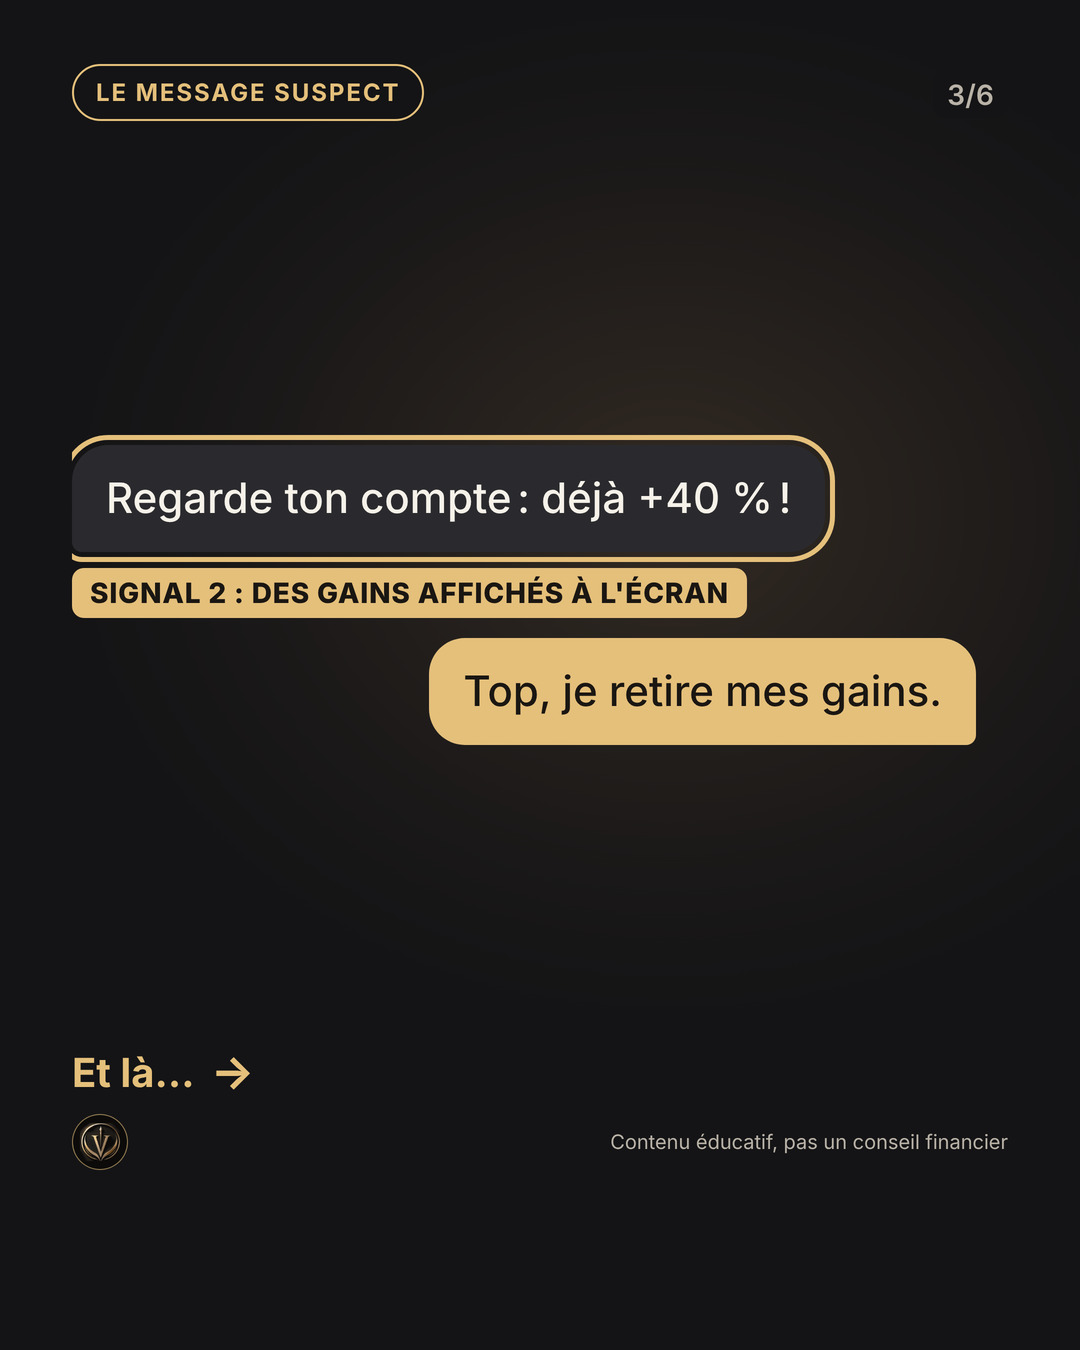 LE MESSAGE SUSPECT
3/6
Regarde ton compte : déjà +40 % !
SIGNAL 2 : DES GAINS AFFICHÉS À L'ÉCRAN
Top, je retire mes gains.
Et là... →
V
Contenu éducatif, pas un conseil financier